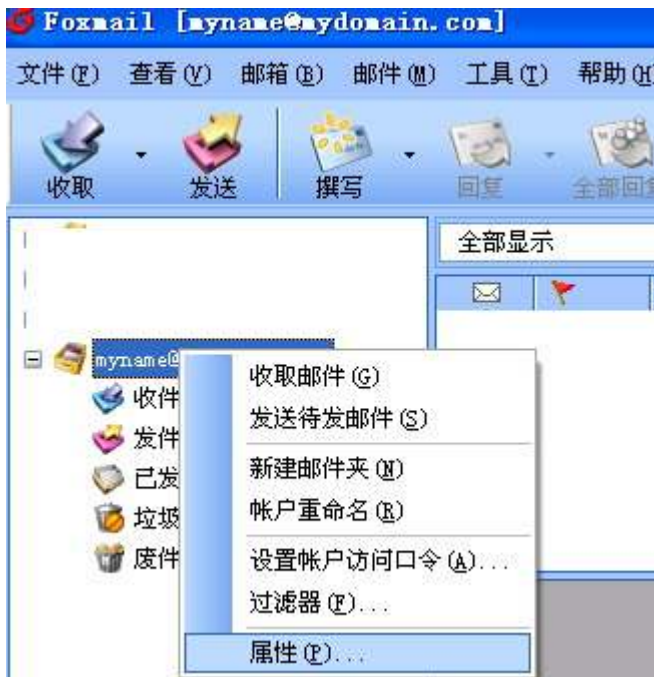 Foxmail [myname@mydomain.com]
文件(F) 查看(V) 邮箱(B) 邮件(M) 工具(T) 帮助(H
收取 发送 撰写 回复 全部回复
全部显示
myname@
收件
发件
已发
垃圾
废件
收取邮件(G)
发送待发邮件(S)
新建邮件夹(N)
帐户重命名(R)
设置帐户访问口令(A)...
过滤器(F)...
属性(P)...